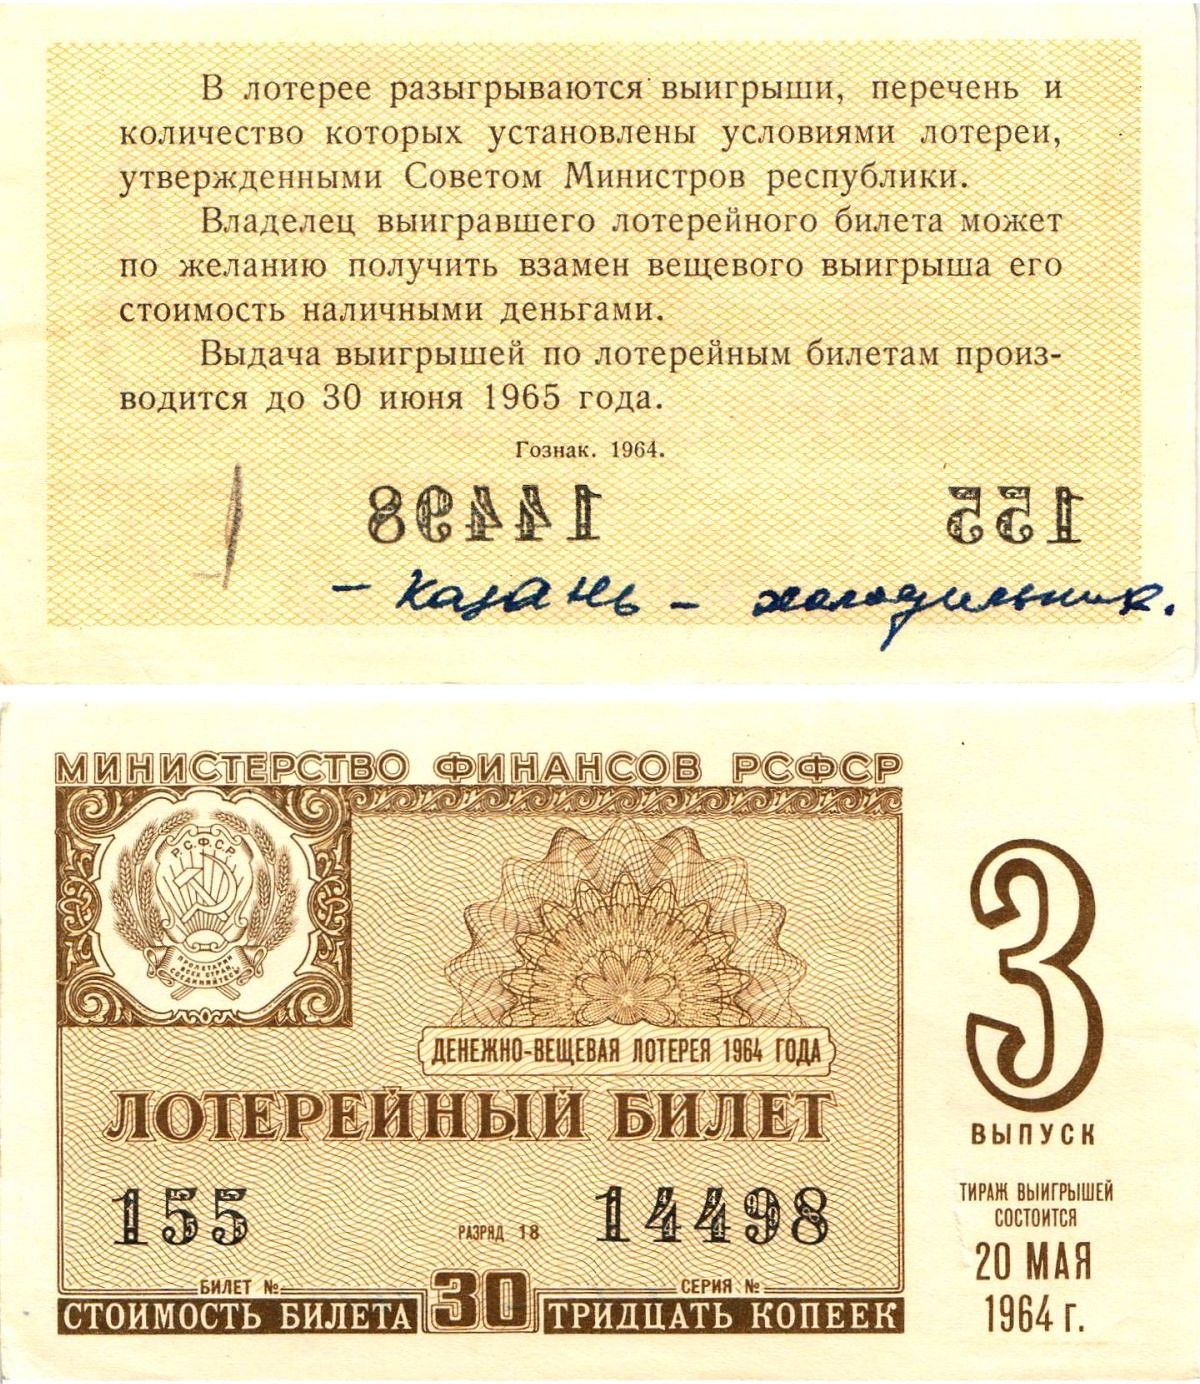 В лотерее разыгрываются выигрыши, перечень и
количество которых установлены условиями лотереи,
утвержденными Советом Министров республики.
Владелец выигравшего лотерейного билета может
по желанию получить взамен вещевого выигрыша его
стоимость наличными деньгами.
Выдача выигрышей по лотерейным билетам произ-
водится до 30 июня 1965 года.
Гознак. 1964.
14498 155
– Казань – холодильник.
МИНИСТЕРСТВО ФИНАНСОВ РСФСР
Р.С.Ф.С.Р.
ПРОЛЕТАРИИ
ВСЕХ СТРАН,
СОЕДИНЯЙТЕСЬ!
ДЕНЕЖНО-ВЕЩЕВАЯ ЛОТЕРЕЯ 1964 ГОДА
ЛОТЕРЕЙНЫЙ БИЛЕТ
155 РАЗРЯД 18 14498
БИЛЕТ № СЕРИЯ №
СТОИМОСТЬ БИЛЕТА 30 ТРИДЦАТЬ КОПЕЕК
3
ВЫПУСК
ТИРАЖ ВЫИГРЫШЕЙ
СОСТОИТСЯ
20 МАЯ
1964 г.